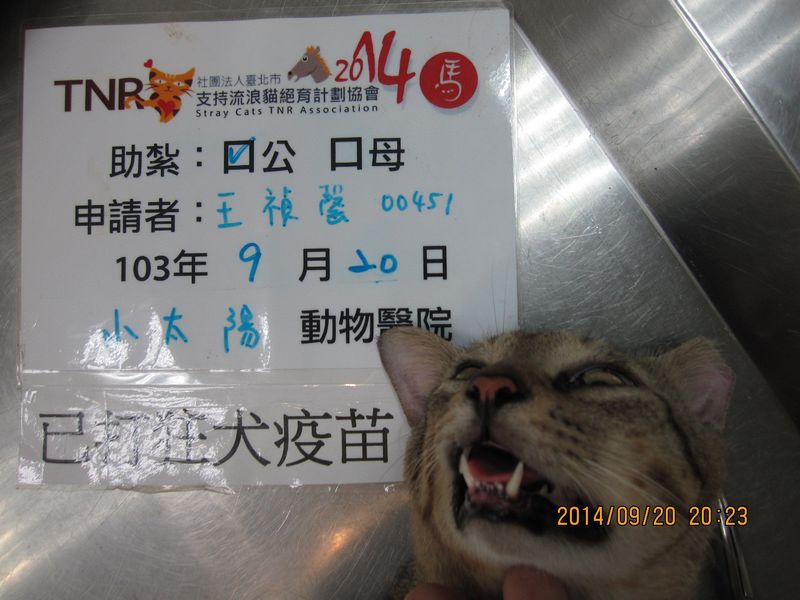 TNR 社團法人臺北市 2014 馬
支持流浪貓絕育計劃協會
Stray Cats TNR Association
助紮：☑公 口母
申請者：王禎馨 00451
103年 9 月 20 日
小太陽 動物醫院
已打狂犬疫苗
2014/09/20 20:23